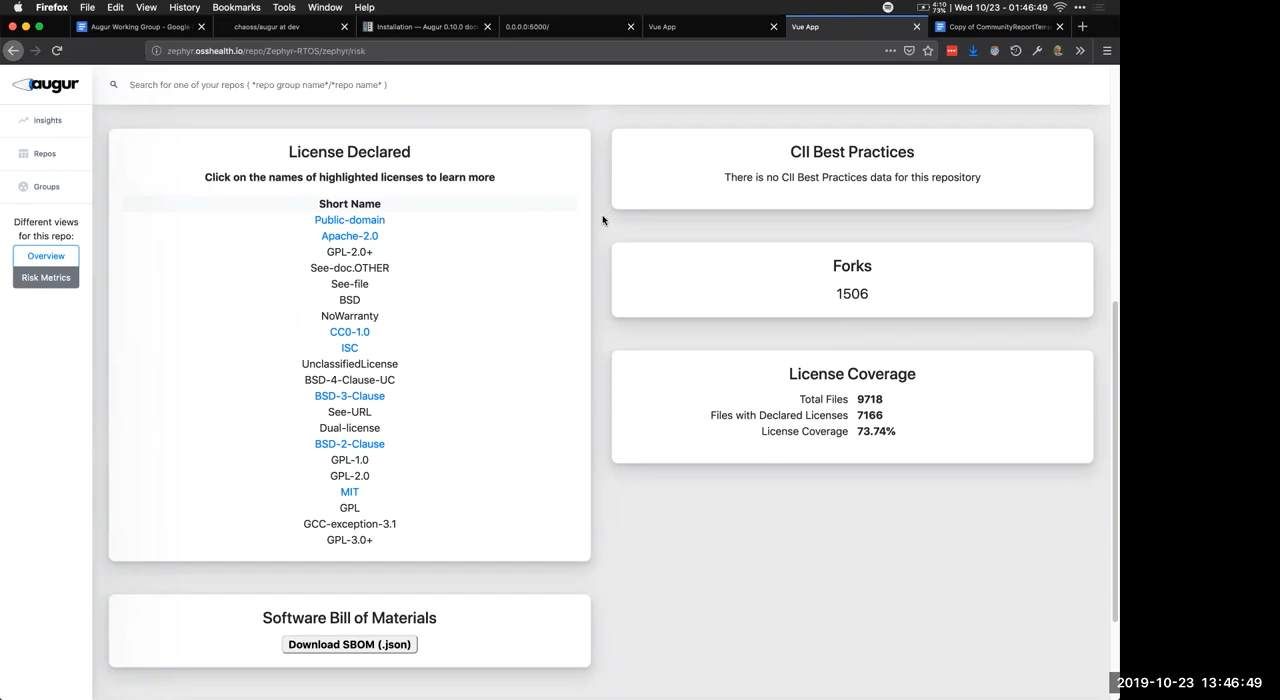 Firefox File Edit View History Bookmarks Tools Window Help
4:10 73% Wed 10/23 - 01:46:49
Augur Working Group - Google
chaoss/augur at dev
Installation — Augur 0.10.0 doc
0.0.0.0:5000/
Vue App
Vue App
Copy of CommunityReportTem
zephyr.osshealth.io/repo/Zephyr-RTOS/zephyr/risk
augur
Search for one of your repos ( "repo group name"/"repo name" )
Insights
Repos
Groups
Different views
for this repo:
Overview
Risk Metrics
License Declared
Click on the names of highlighted licenses to learn more
Short Name
Public-domain
Apache-2.0
GPL-2.0+
See-doc.OTHER
See-file
BSD
NoWarranty
CC0-1.0
ISC
UnclassifiedLicense
BSD-4-Clause-UC
BSD-3-Clause
See-URL
Dual-license
BSD-2-Clause
GPL-1.0
GPL-2.0
MIT
GPL
GCC-exception-3.1
GPL-3.0+
Software Bill of Materials
Download SBOM (.json)
CII Best Practices
There is no CII Best Practices data for this repository
Forks
1506
License Coverage
Total Files 9718
Files with Declared Licenses 7166
License Coverage 73.74%
2019-10-23 13:46:49